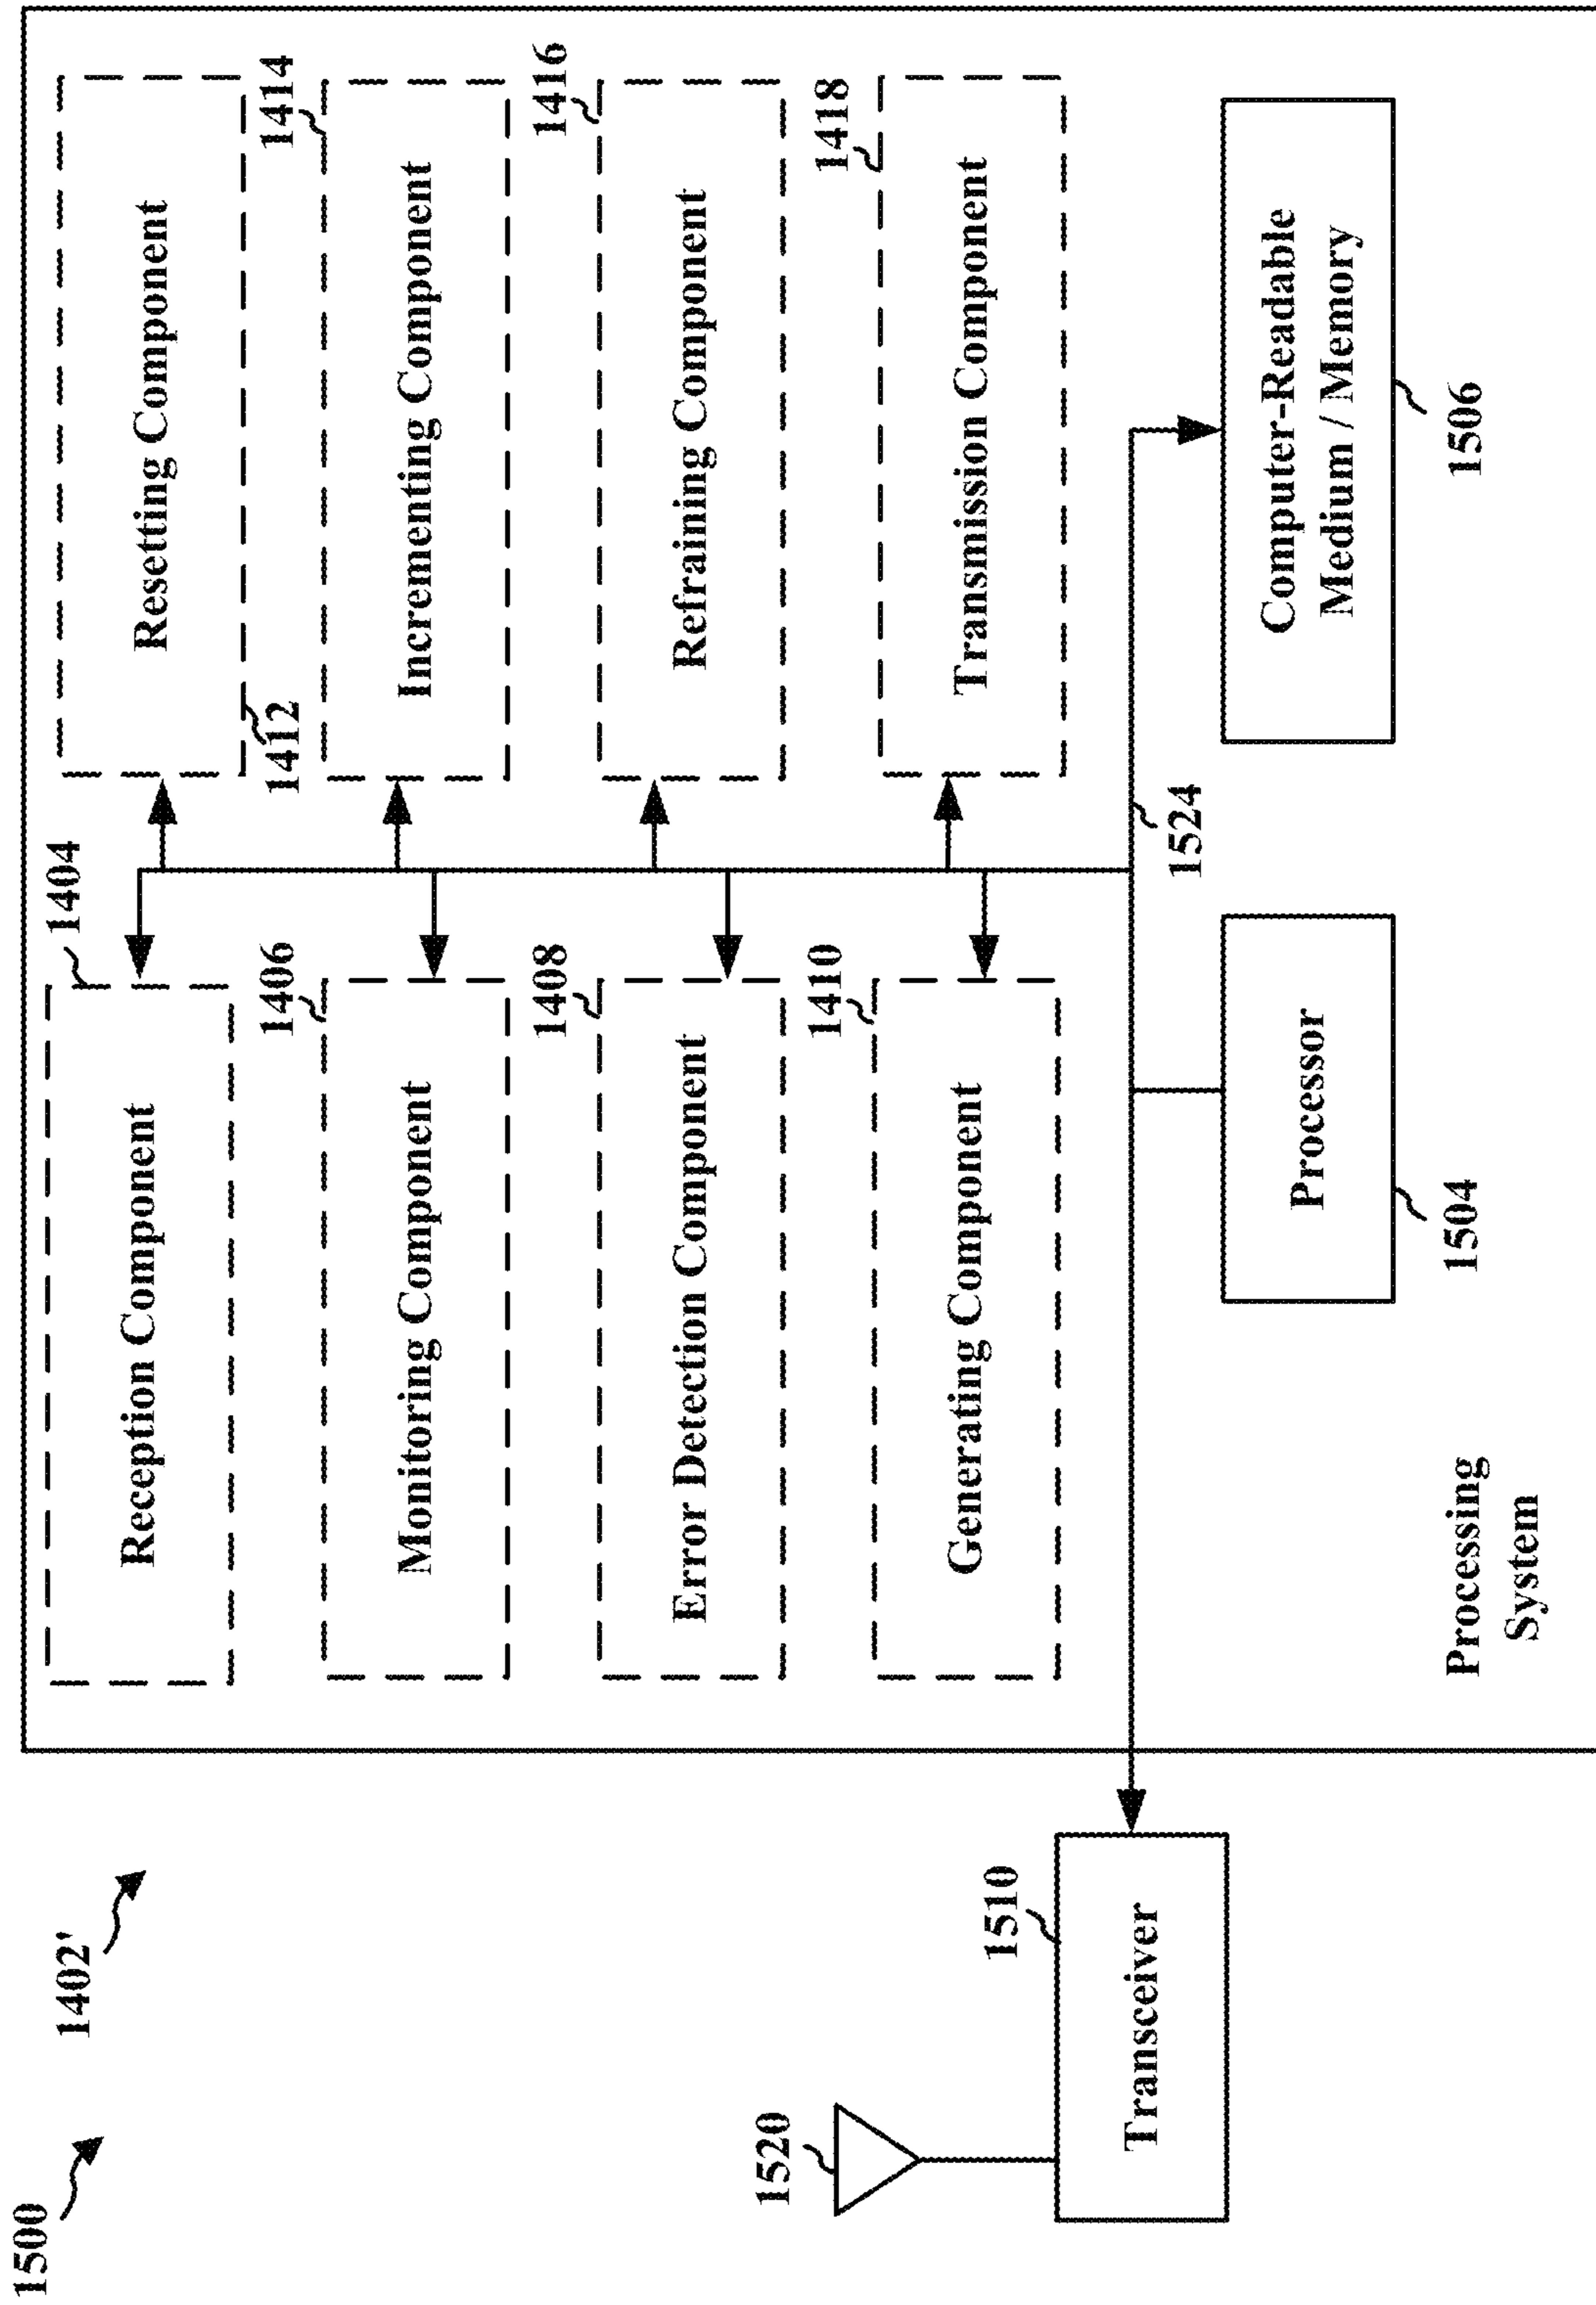 1500
1402'
1404
Reception Component
1406
Monitoring Component
1408
Error Detection Component
1410
Generating Component
Resetting Component
1412
1414
Incrementing Component
1416
Refraining Component
1418
Transmission Component
1520
1510
Transceiver
1524
Processor
1504
Computer-Readable
Medium / Memory
1506
Processing
System